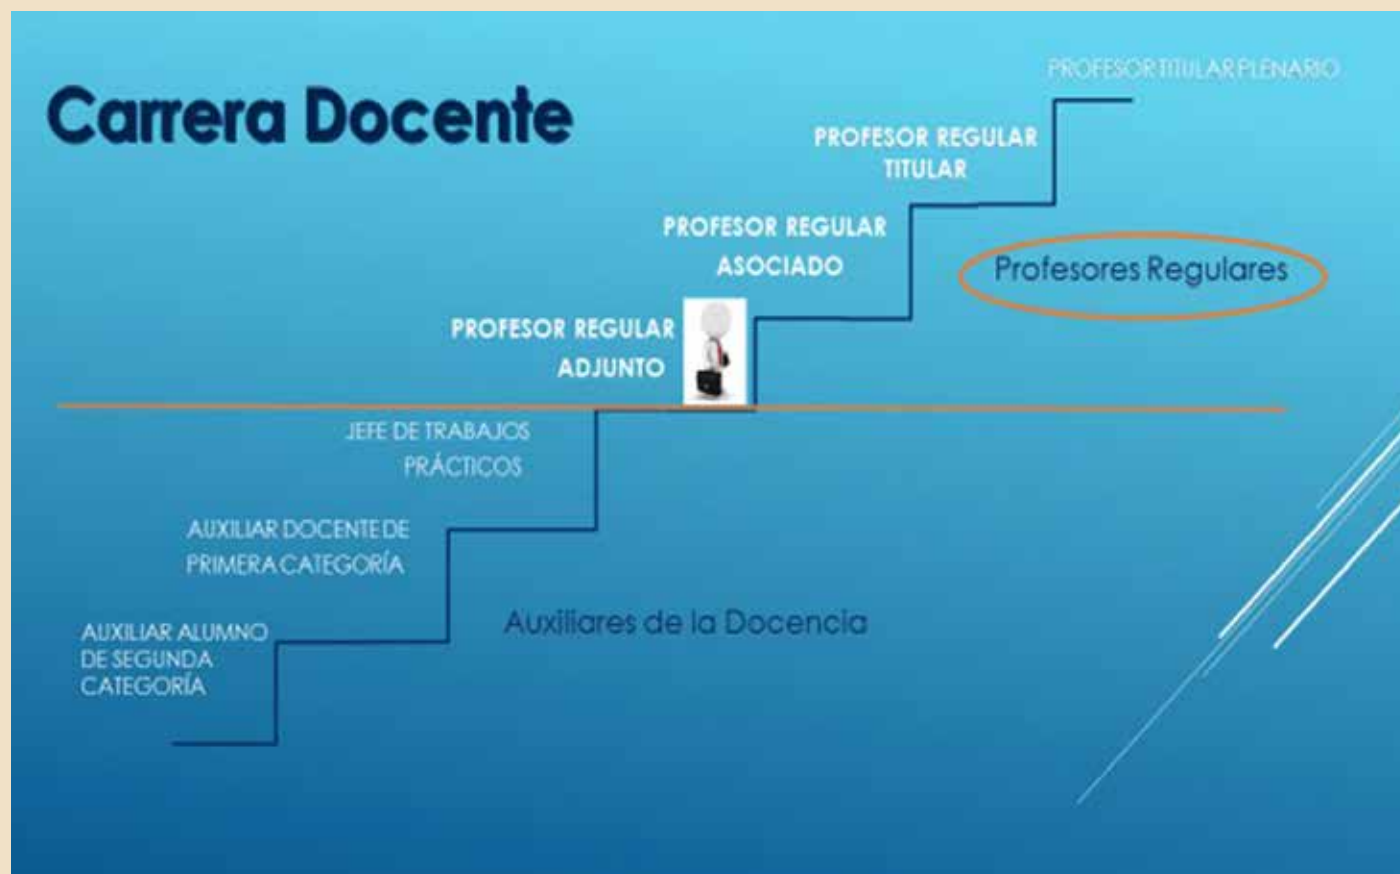 Carrera Docente
PROFESOR TITULAR PLENARIO
PROFESOR REGULAR
TITULAR
PROFESOR REGULAR
ASOCIADO
Profesores Regulares
PROFESOR REGULAR
ADJUNTO
JEFE DE TRABAJOS
PRÁCTICOS
AUXILIAR DOCENTE DE
PRIMERA CATEGORÍA
Auxiliares de la Docencia
AUXILIAR ALUMNO
DE SEGUNDA
CATEGORÍA